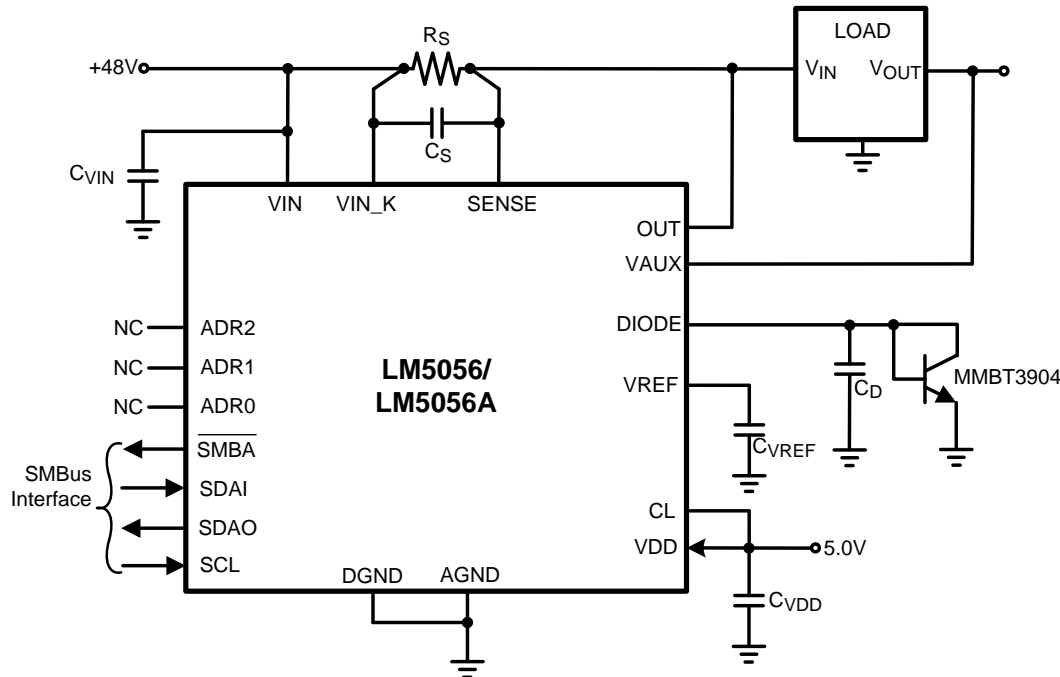 RS
LOAD
+48V
VIN
VOUT
CS
CVIN
VIN
VIN_K
SENSE
OUT
VAUX
NC
ADR2
DIODE
NC
ADR1
LM5056/
LM5056A
VREF
CD
MMBT3904
NC
ADR0
CVREF
SMBA
SMBus
Interface
SDAI
CL
SDAO
VDD
5.0V
SCL
DGND
AGND
CVDD